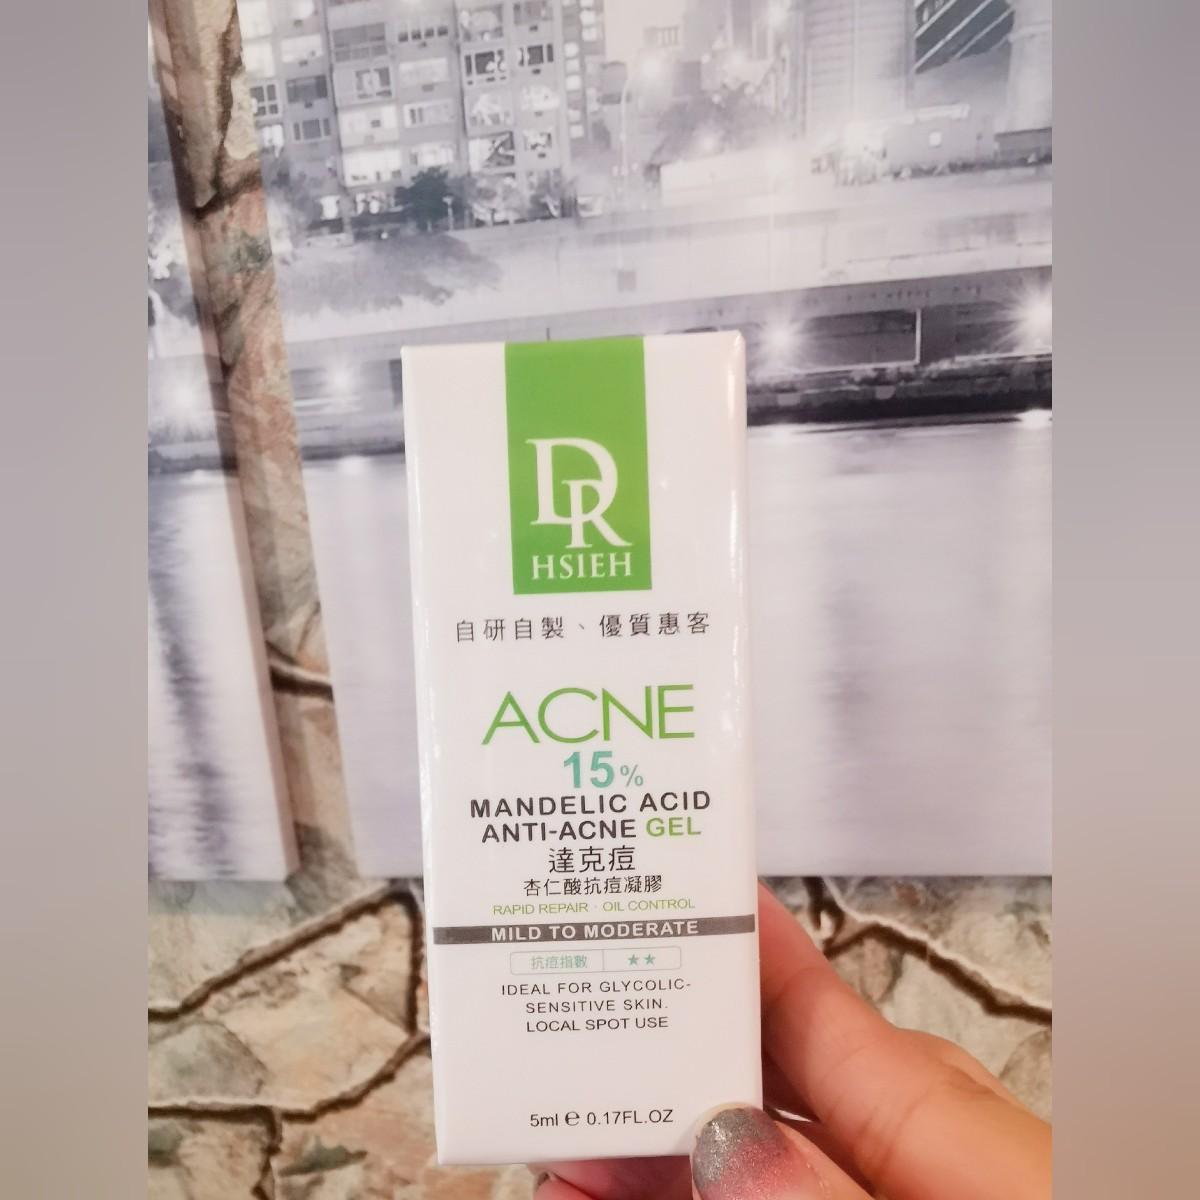 DR
HSIEH
自研自製、優質惠客
ACNE
15%
MANDELIC ACID
ANTI-ACNE GEL
達克痘
杏仁酸抗痘凝膠
RAPID REPAIR · OIL CONTROL
MILD TO MODERATE
抗痘指數 ★★
IDEAL FOR GLYCOLIC-
SENSITIVE SKIN.
LOCAL SPOT USE
5ml ℮ 0.17FL.OZ